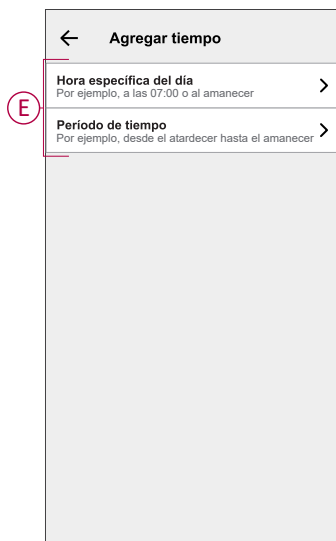 Agregar tiempo
Hora específica del día
Por ejemplo, a las 07:00 o al amanecer
E
Período de tiempo
Por ejemplo, desde el atardecer hasta el amanecer